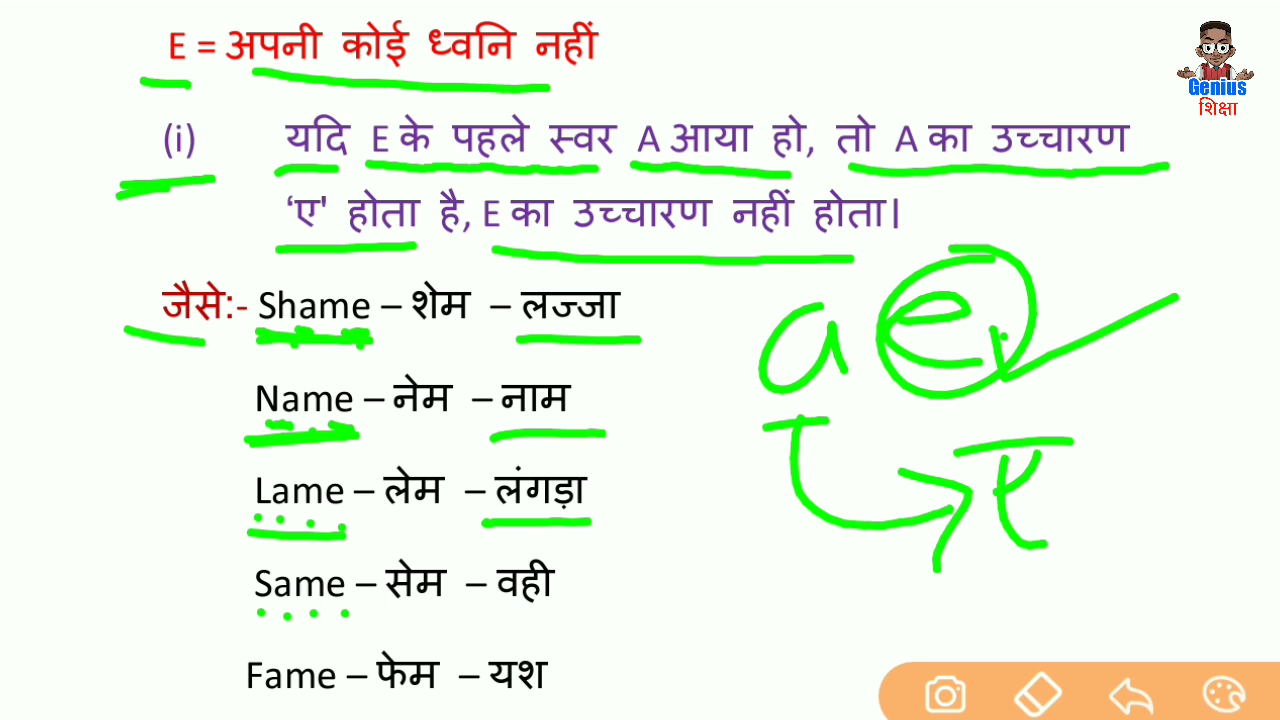 E = अपनी कोई ध्वनि नहीं
Genius
शिक्षा
(i) यदि E के पहले स्वर A आया हो, तो A का उच्चारण
‘ए' होता है, E का उच्चारण नहीं होता।
जैसे:- Shame – शेम – लज्जा
a e
Name – नेम – नाम
ए
Lame – लेम – लंगड़ा
Same – सेम – वही
Fame – फेम – यश